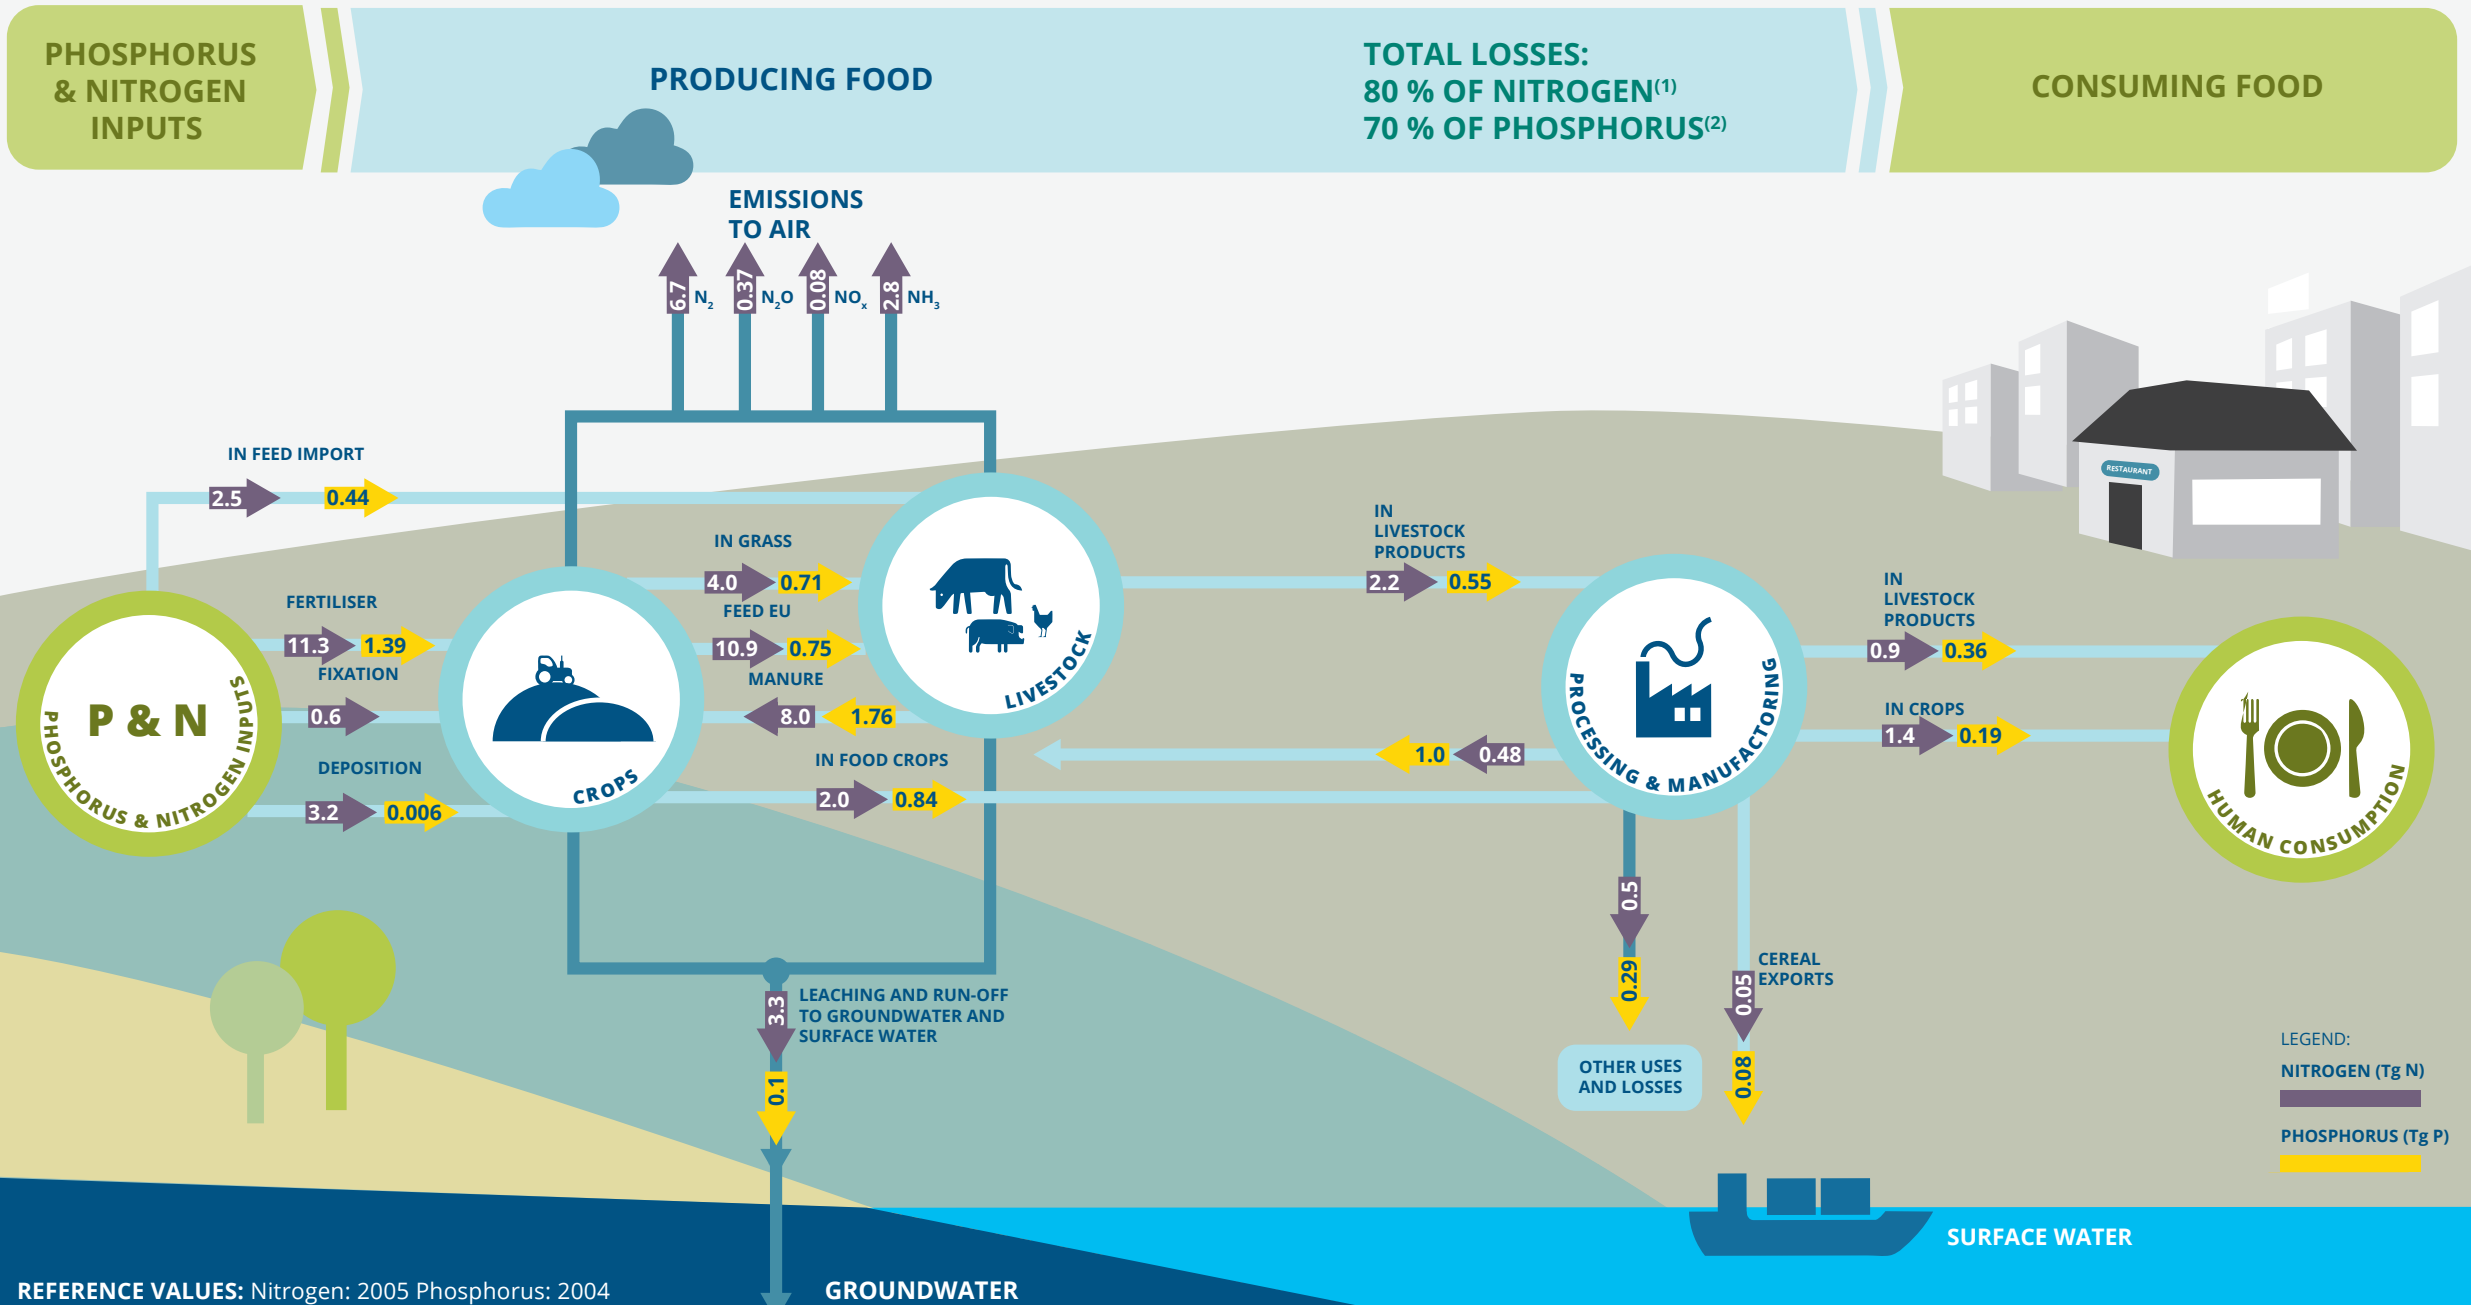 PHOSPHORUS
& NITROGEN
INPUTS
PRODUCING FOOD
TOTAL LOSSES:
80 % OF NITROGEN(1)
70 % OF PHOSPHORUS(2)
CONSUMING FOOD
EMISSIONS
TO AIR
6.7 N2
0.37 N2O
0.08 NOx
2.8 NH3
IN FEED IMPORT
2.5 0.44
FERTILISER
11.3 1.39
FIXATION
0.6
DEPOSITION
3.2 0.006
P & N
PHOSPHORUS & NITROGEN INPUTS
CROPS
IN GRASS
4.0 0.71
FEED EU
10.9 0.75
MANURE
8.0 1.76
IN FOOD CROPS
2.0 0.84
LIVESTOCK
IN
LIVESTOCK
PRODUCTS
2.2 0.55
1.0 0.48
PROCESSING & MANUFACTORING
IN
LIVESTOCK
PRODUCTS
0.9 0.36
IN CROPS
1.4 0.19
RESTAURANT
HUMAN CONSUMPTION
3.3
0.1
LEACHING AND RUN-OFF
TO GROUNDWATER AND
SURFACE WATER
0.5
0.29
OTHER USES
AND LOSSES
CEREAL
EXPORTS
0.05
0.08
LEGEND:
NITROGEN (Tg N)
PHOSPHORUS (Tg P)
SURFACE WATER
REFERENCE VALUES: Nitrogen: 2005 Phosphorus: 2004
GROUNDWATER